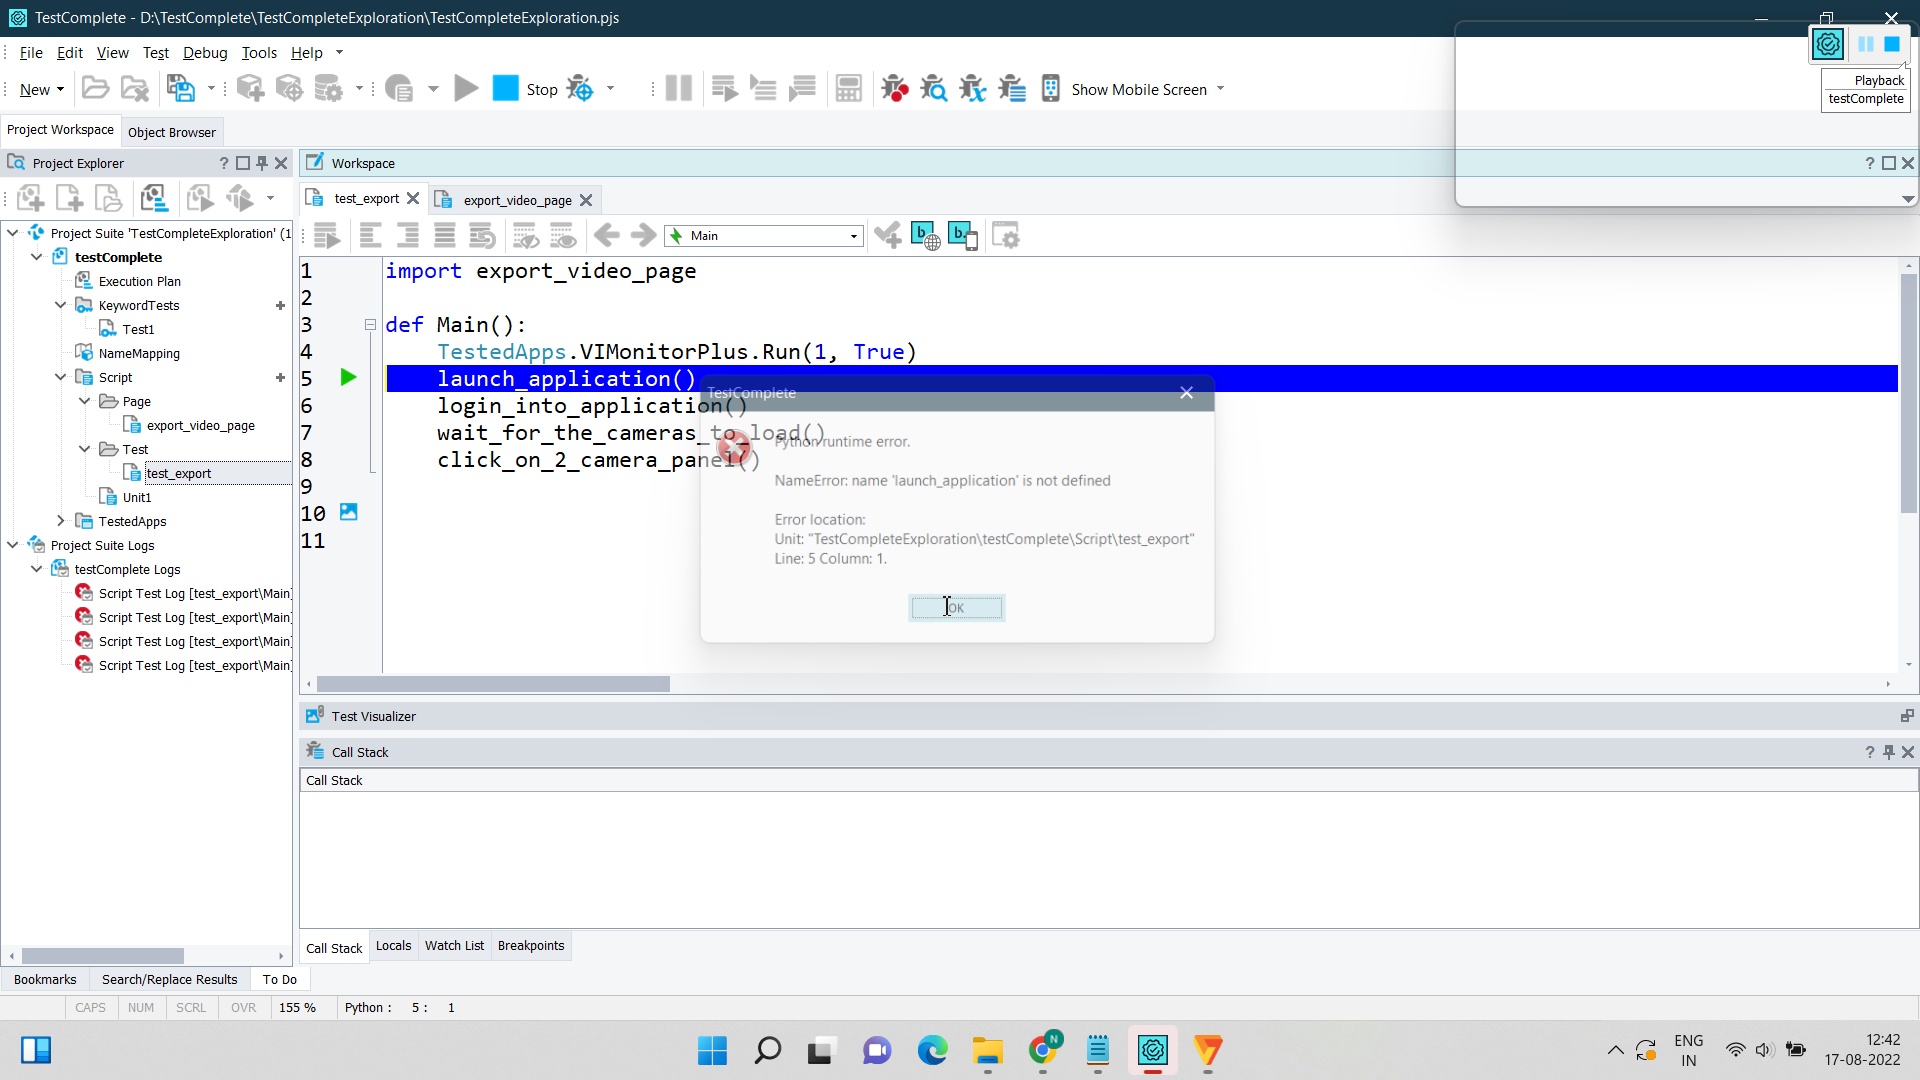 TestComplete - D:\TestComplete\TestCompleteExploration\TestCompleteExploration.pjs
File Edit View Test Debug Tools Help
New Stop Show Mobile Screen
Playback
testComplete
Project Workspace Object Browser
Project Explorer ?
Workspace ?
test_export export_video_page
Main
Project Suite 'TestCompleteExploration' (1
testComplete
Execution Plan
KeywordTests
Test1
NameMapping
Script
Page
export_video_page
Test
test_export
Unit1
TestedApps
Project Suite Logs
testComplete Logs
Script Test Log [test_export\Main]
Script Test Log [test_export\Main]
Script Test Log [test_export\Main]
Script Test Log [test_export\Main]
1 import export_video_page
2
3 def Main():
4 TestedApps.VIMonitorPlus.Run(1, True)
5 launch_application()
6 login_into_application()
7 wait_for_the_cameras_to_load()
8 click_on_2_camera_panel()
9
10
11
TestComplete
Python runtime error.
NameError: name 'launch_application' is not defined
Error location:
Unit: "TestCompleteExploration\testComplete\Script\test_export"
Line: 5 Column: 1.
OK
Test Visualizer
Call Stack ?
Call Stack
Call Stack Locals Watch List Breakpoints
Bookmarks Search/Replace Results To Do
CAPS NUM SCRL OVR 155 % Python : 5 : 1
N
ENG
IN
12:42
17-08-2022